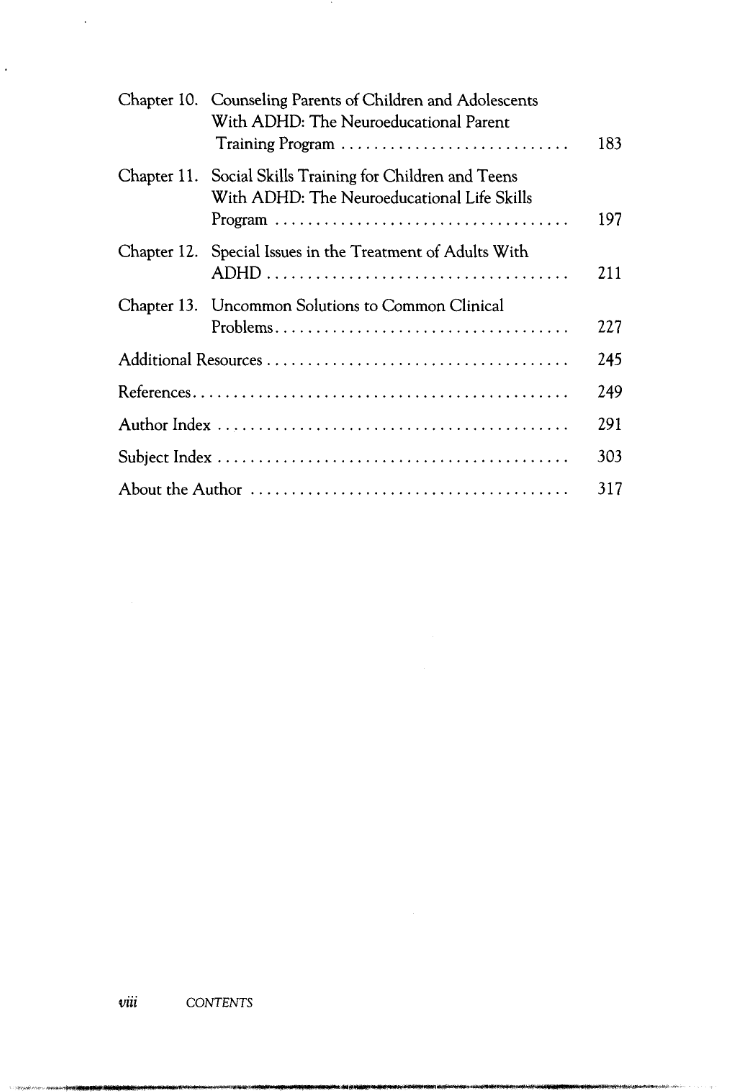 Chapter 10. Counseling Parents of Children and Adolescents
With ADHD: The Neuroeducational Parent
Training Program ............................ 183
Chapter 11. Social Skills Training for Children and Teens
With ADHD: The Neuroeducational Life Skills
Program .................................... 197
Chapter 12. Special Issues in the Treatment of Adults With
ADHD ..................................... 211
Chapter 13. Uncommon Solutions to Common Clinical
Problems.................................... 227
Additional Resources ..................................... 245
References.............................................. 249
Author Index ........................................... 291
Subject Index ........................................... 303
About the Author ....................................... 317
viii CONTENTS